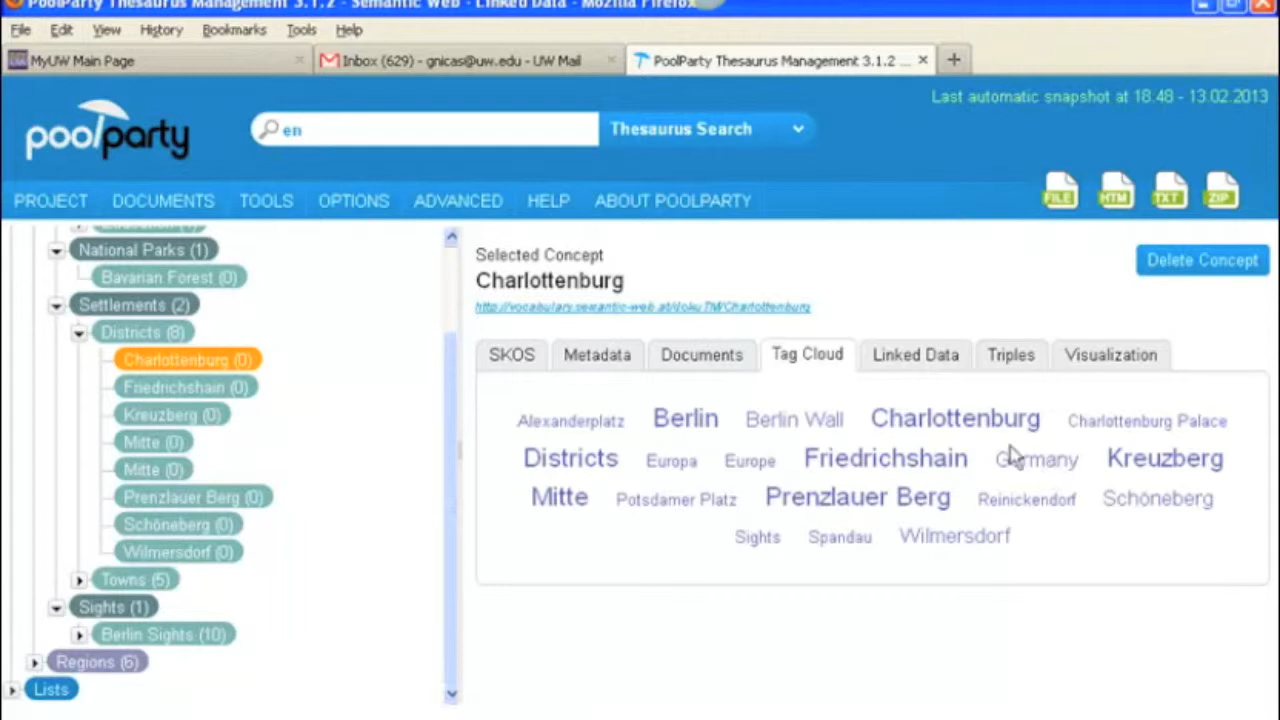 PoolParty Thesaurus Management 3.1.2 - Semantic Web - Linked Data - Mozilla Firefox
File Edit View History Bookmarks Tools Help
MyUW Main Page
Inbox (629) - gnicas@uw.edu - UW Mail
PoolParty Thesaurus Management 3.1.2 ...
Last automatic snapshot at 18.48 - 13.02.2013
poolparty
en
Thesaurus Search
PROJECT DOCUMENTS TOOLS OPTIONS ADVANCED HELP ABOUT POOLPARTY
FILE HTM TXT ZIP
National Parks (1)
Bavarian Forest (0)
Settlements (2)
Districts (8)
Charlottenburg (0)
Friedrichshain (0)
Kreuzberg (0)
Mitte (0)
Mitte (0)
Prenzlauer Berg (0)
Schöneberg (0)
Wilmersdorf (0)
Towns (5)
Sights (1)
Berlin Sights (10)
Regions (6)
Lists
Selected Concept
Charlottenburg
Delete Concept
SKOS Metadata Documents Tag Cloud Linked Data Triples Visualization
Alexanderplatz Berlin Berlin Wall Charlottenburg Charlottenburg Palace
Districts Europa Europe Friedrichshain Germany Kreuzberg
Mitte Potsdamer Platz Prenzlauer Berg Reinickendorf Schöneberg
Sights Spandau Wilmersdorf